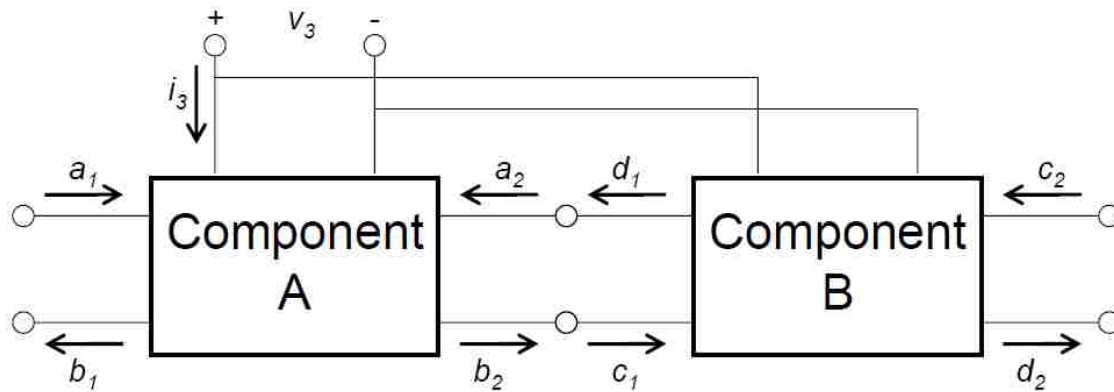 + v₃ -
i₃
a₁ a₂ d₁ c₂
Component Component
A B
b₁ b₂ c₁ d₂